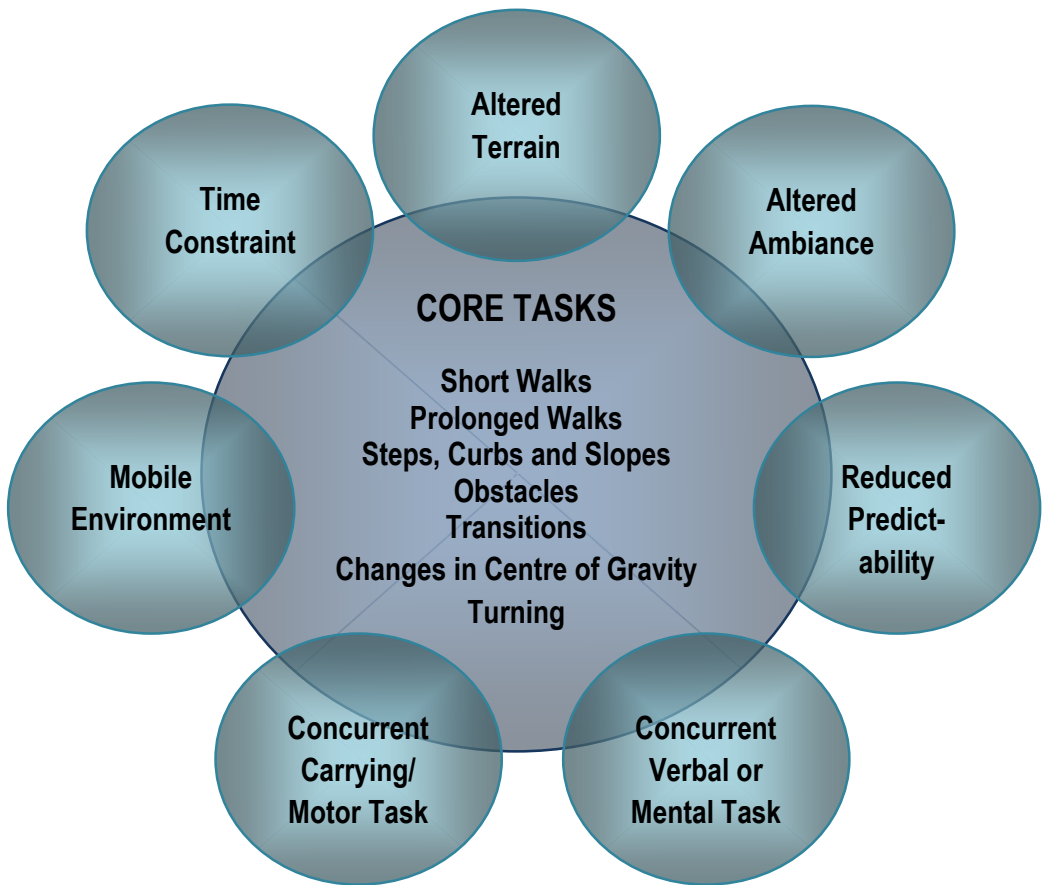 Altered
Terrain
Time
Constraint
Altered
Ambiance
CORE TASKS
Short Walks
Prolonged Walks
Steps, Curbs and Slopes
Obstacles
Transitions
Changes in Centre of Gravity
Turning
Mobile
Environment
Reduced
Predict-
ability
Concurrent
Carrying/
Motor Task
Concurrent
Verbal or
Mental Task